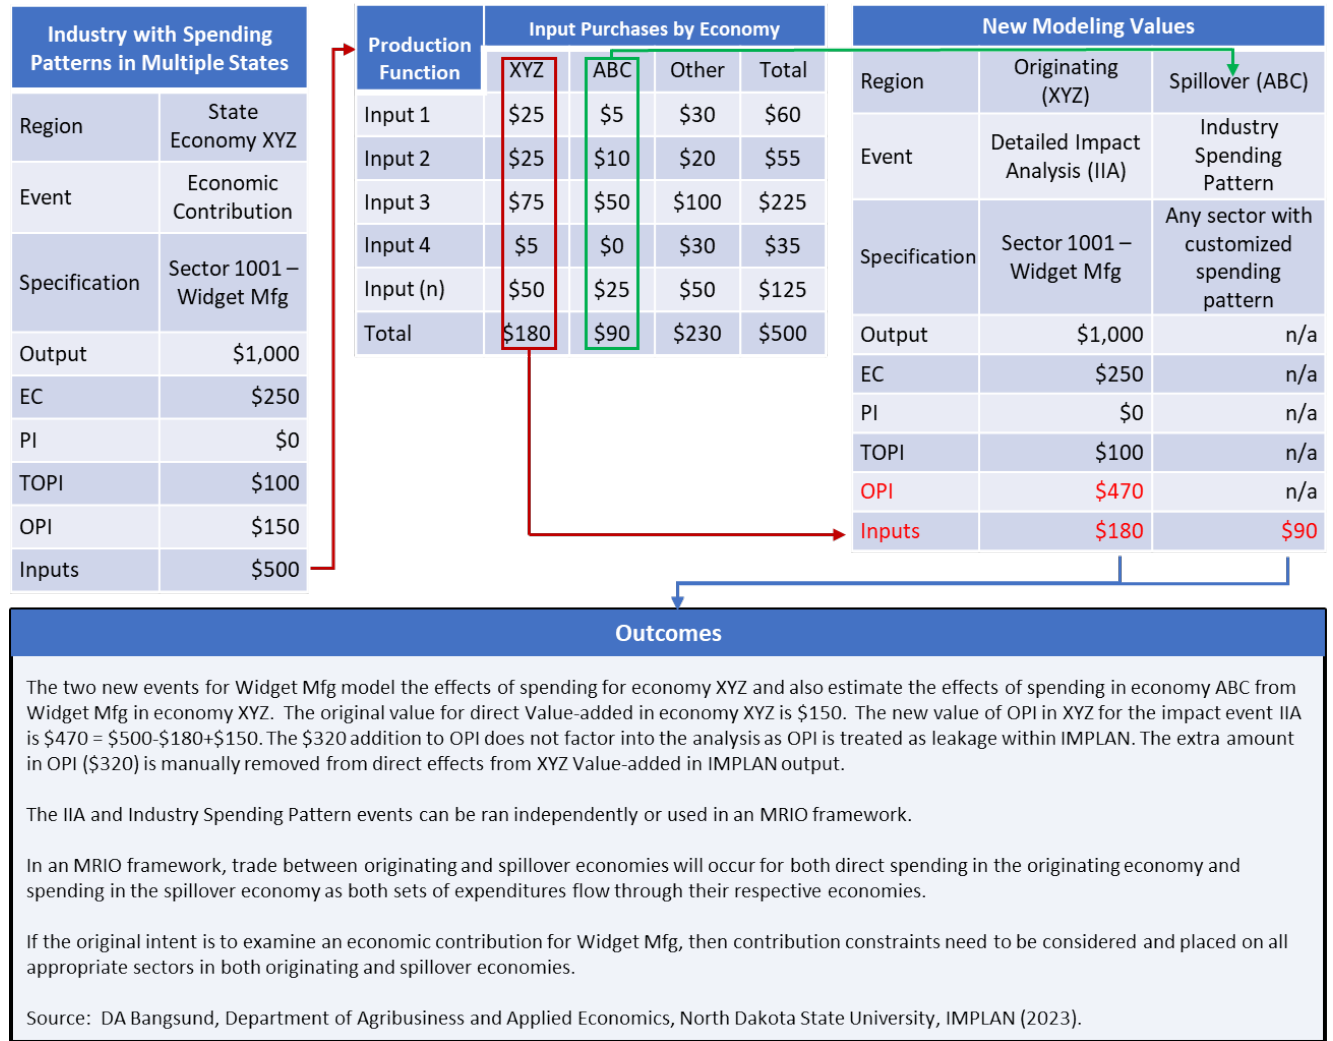 Industry with Spending
Patterns in Multiple States
Region
State
Economy XYZ
Event
Economic
Contribution
Specification
Sector 1001 –
Widget Mfg
Output $1,000
EC $250
PI $0
TOPI $100
OPI $150
Inputs $500
Production
Function
Input Purchases by Economy
XYZ ABC Other Total
Input 1 $25 $5 $30 $60
Input 2 $25 $10 $20 $55
Input 3 $75 $50 $100 $225
Input 4 $5 $0 $30 $35
Input (n) $50 $25 $50 $125
Total $180 $90 $230 $500
New Modeling Values
Region
Originating
(XYZ)
Spillover (ABC)
Event
Detailed Impact
Analysis (IIA)
Industry
Spending
Pattern
Specification
Sector 1001 –
Widget Mfg
Any sector with
customized
spending
pattern
Output $1,000 n/a
EC $250 n/a
PI $0 n/a
TOPI $100 n/a
OPI $470 n/a
Inputs $180 $90
Outcomes
The two new events for Widget Mfg model the effects of spending for economy XYZ and also estimate the effects of spending in economy ABC from
Widget Mfg in economy XYZ. The original value for direct Value-added in economy XYZ is $150. The new value of OPI in XYZ for the impact event IIA
is $470 = $500-$180+$150. The $320 addition to OPI does not factor into the analysis as OPI is treated as leakage within IMPLAN. The extra amount
in OPI ($320) is manually removed from direct effects from XYZ Value-added in IMPLAN output.
The IIA and Industry Spending Pattern events can be ran independently or used in an MRIO framework.
In an MRIO framework, trade between originating and spillover economies will occur for both direct spending in the originating economy and
spending in the spillover economy as both sets of expenditures flow through their respective economies.
If the original intent is to examine an economic contribution for Widget Mfg, then contribution constraints need to be considered and placed on all
appropriate sectors in both originating and spillover economies.
Source: DA Bangsund, Department of Agribusiness and Applied Economics, North Dakota State University, IMPLAN (2023).